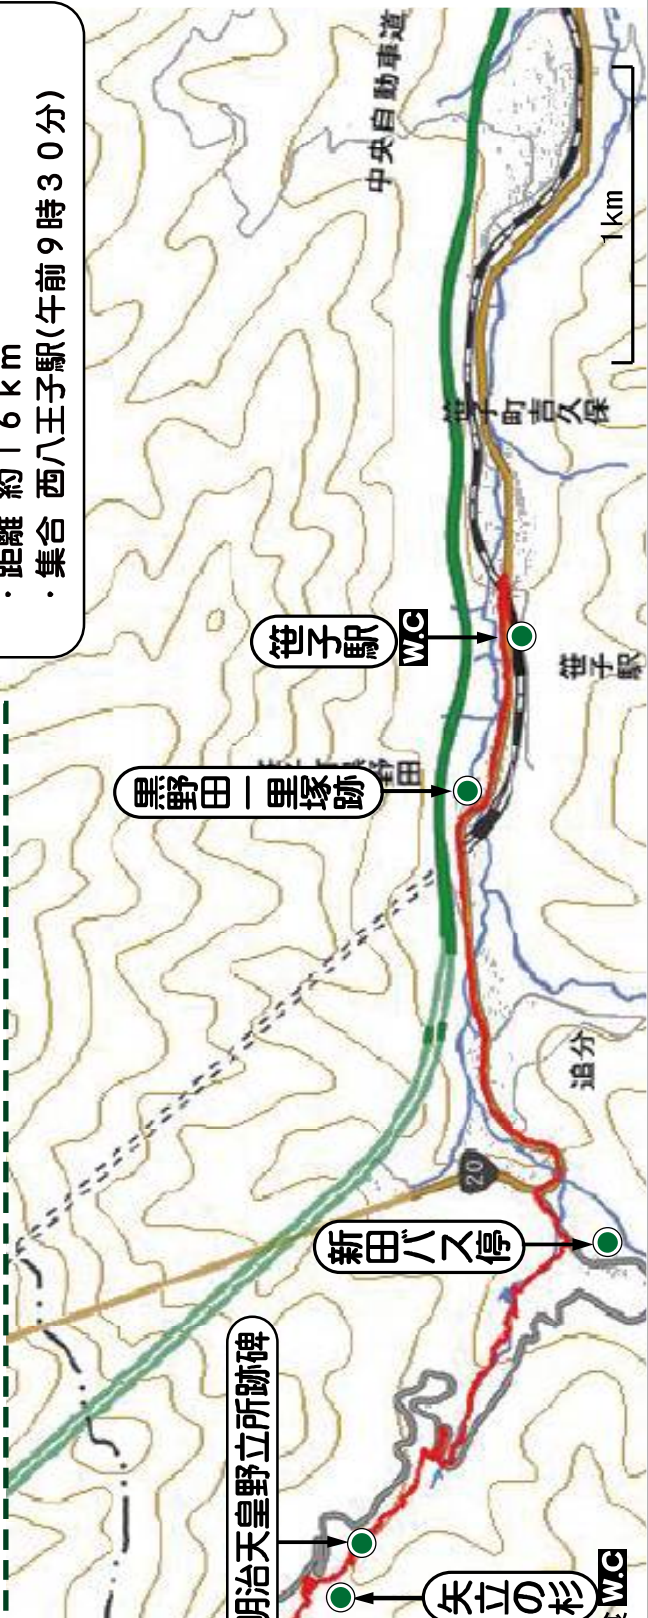 ・距離 約16km
・集合 西八王子駅(午前9時30分)
中央自動車道
1km
笹子町吉久保
笹子駅
W.C
笹子駅
黒野田一里塚跡
追分
20
新田バス停
明治天皇野立所跡碑
矢立の杉
W.C